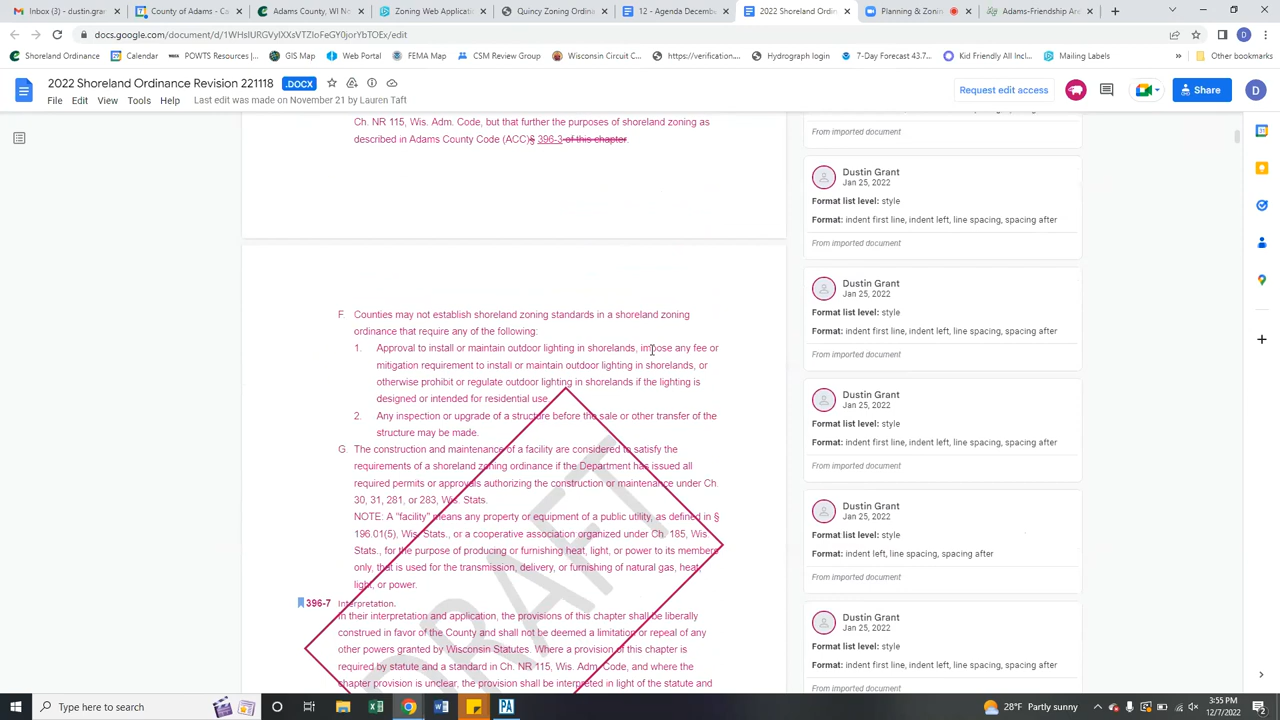 Inbox (3) - dustin.gr
County of Adams - Ca
Adams County, WI
Zoning Web Applicati
Quincy Zoning Ordin
12 - Agenda Decemb
2022 Shoreland Ordin
Planning & Zonin
Adams-Friendship Are
docs.google.com/document/d/1WHsIURGVyIXXsVTZIoFeGY0jorYbTOEx/edit
Shoreland Ordinance
Calendar
POWTS Resources |...
GIS Map
Web Portal
FEMA Map
CSM Review Group
Wisconsin Circuit C...
https://verification....
Hydrograph login
7-Day Forecast 43.7...
Kid Friendly All Inc...
Mailing Labels
Other bookmarks
2022 Shoreland Ordinance Revision 221118
.DOCX
File Edit View Tools Help
Last edit was made on November 21 by Lauren Taft
Request edit access
Share
D
Ch. NR 115, Wis. Adm. Code, but that further the purposes of shoreland zoning as
described in Adams County Code (ACC)§ 396-3 of this chapter.
F. Counties may not establish shoreland zoning standards in a shoreland zoning
ordinance that require any of the following:
1. Approval to install or maintain outdoor lighting in shorelands, impose any fee or
mitigation requirement to install or maintain outdoor lighting in shorelands, or
otherwise prohibit or regulate outdoor lighting in shorelands if the lighting is
designed or intended for residential use.
2. Any inspection or upgrade of a structure before the sale or other transfer of the
structure may be made.
G. The construction and maintenance of a facility are considered to satisfy the
requirements of a shoreland zoning ordinance if the Department has issued all
required permits or approvals authorizing the construction or maintenance under Ch.
30, 31, 281, or 283, Wis. Stats.
NOTE: A "facility" means any property or equipment of a public utility, as defined in §
196.01(5), Wis. Stats., or a cooperative association organized under Ch. 185, Wis.
Stats., for the purpose of producing or furnishing heat, light, or power to its members
only, that is used for the transmission, delivery, or furnishing of natural gas, heat,
light, or power.
396-7 Interpretation.
In their interpretation and application, the provisions of this chapter shall be liberally
construed in favor of the County and shall not be deemed a limitation or repeal of any
other powers granted by Wisconsin Statutes. Where a provision of this chapter is
required by statute and a standard in Ch. NR 115, Wis. Adm. Code, and where the
chapter provision is unclear, the provision shall be interpreted in light of the statute and
DRAFT
From imported document
Dustin Grant
Jan 25, 2022
Format list level: style
Format: indent first line, indent left, line spacing, spacing after
From imported document
Dustin Grant
Jan 25, 2022
Format list level: style
Format: indent first line, indent left, line spacing, spacing after
From imported document
Dustin Grant
Jan 25, 2022
Format list level: style
Format: indent first line, indent left, line spacing, spacing after
From imported document
Dustin Grant
Jan 25, 2022
Format list level: style
Format: indent left, line spacing, spacing after
From imported document
Dustin Grant
Jan 25, 2022
Format list level: style
Format: indent first line, indent left, line spacing, spacing after
From imported document
Type here to search
28°F Partly sunny
3:55 PM
12/7/2022